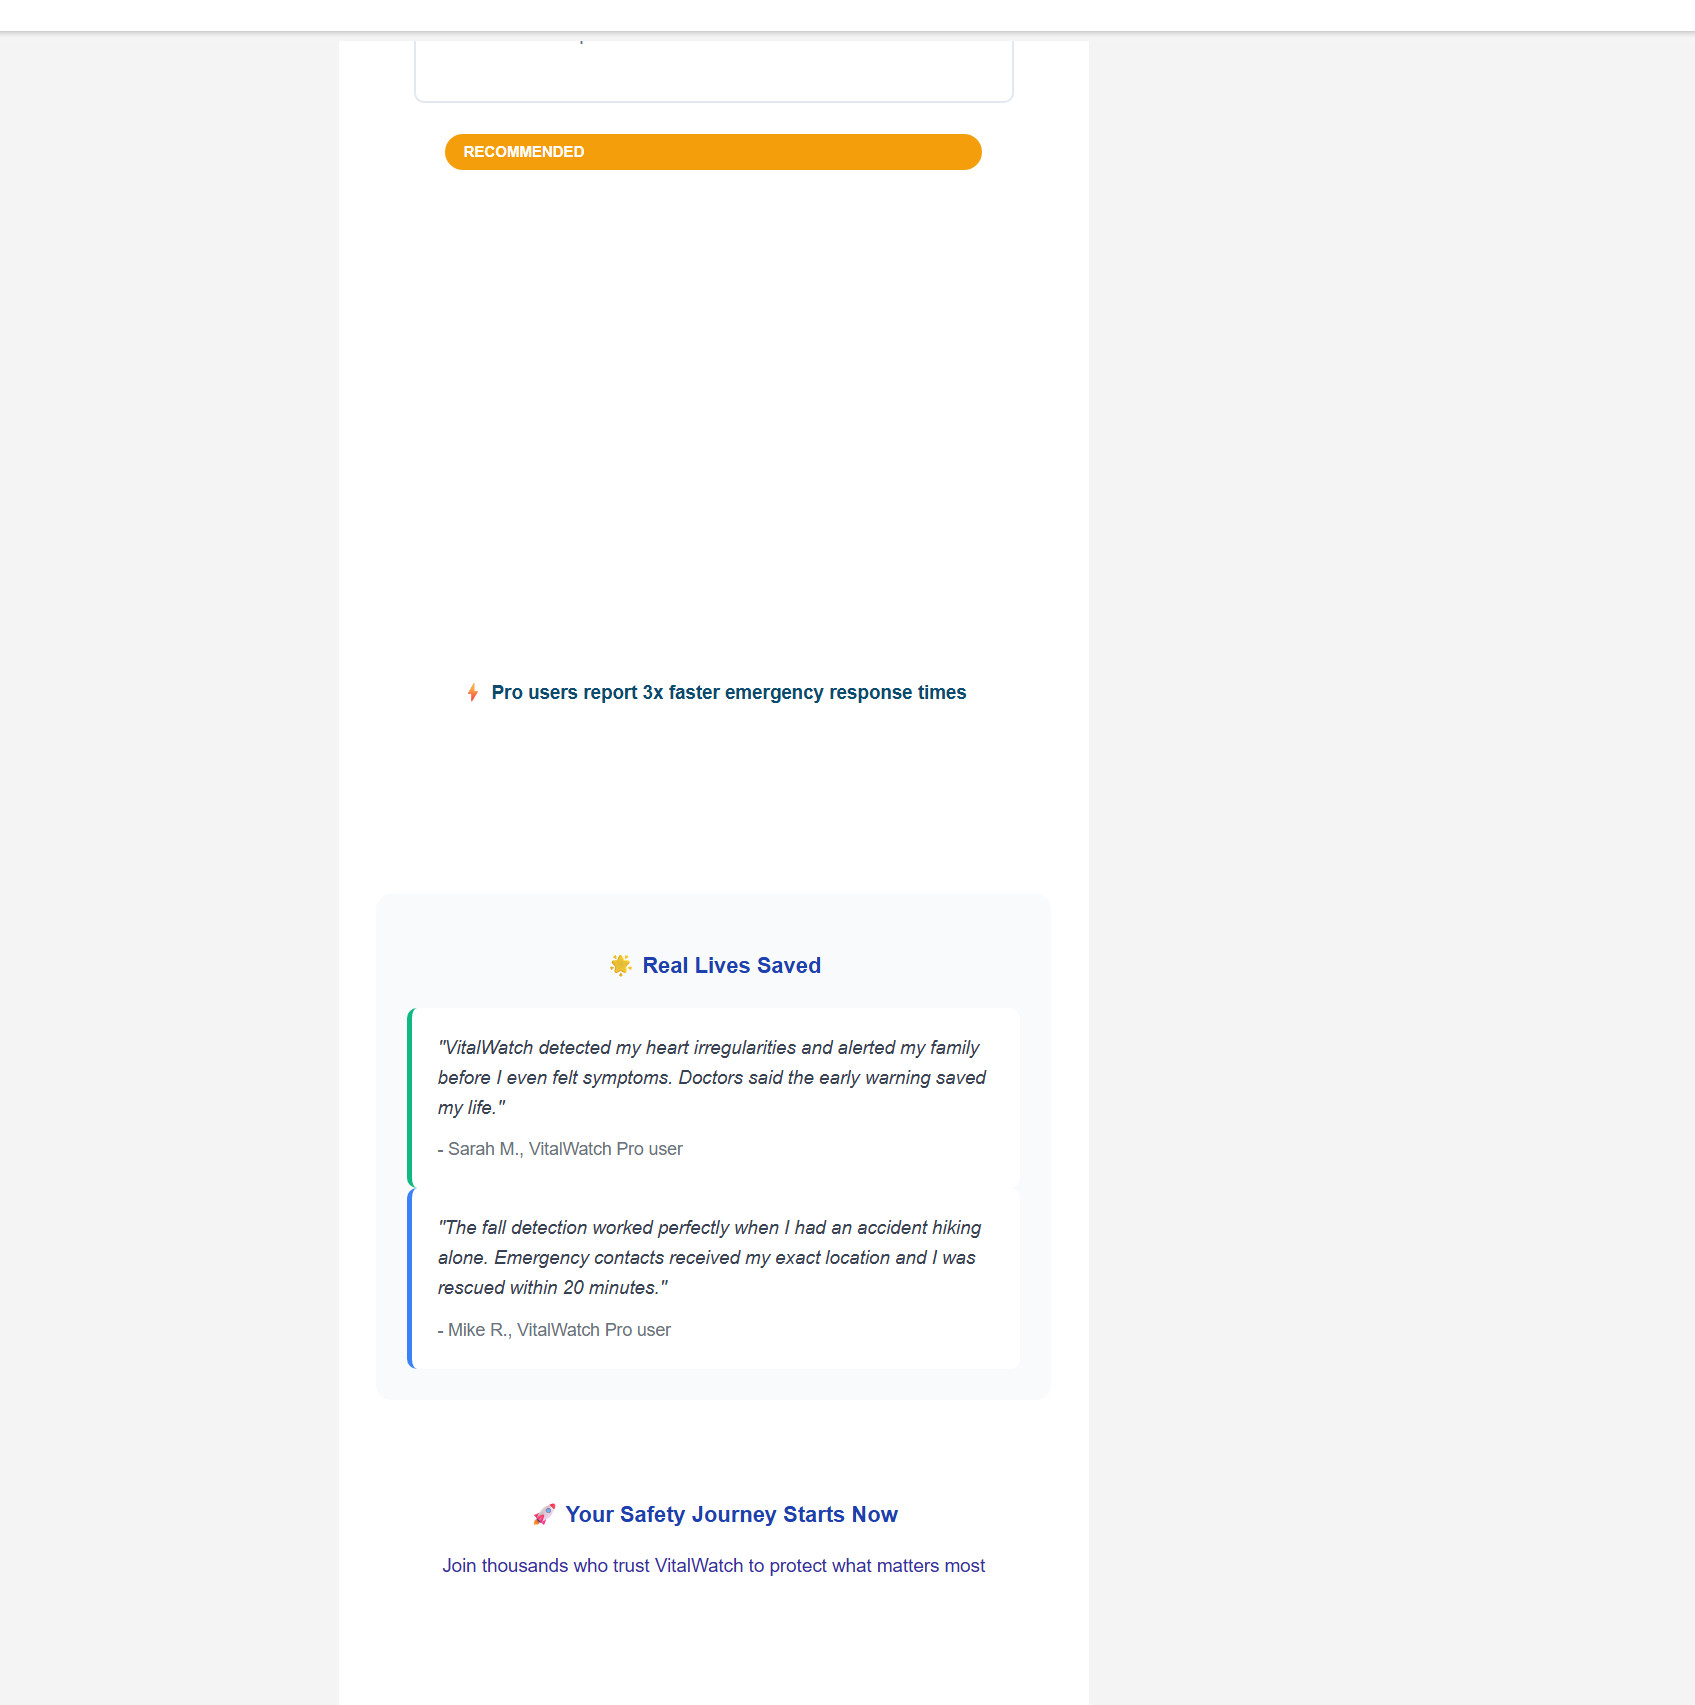 RECOMMENDED
⚡ Pro users report 3x faster emergency response times
🌟 Real Lives Saved
"VitalWatch detected my heart irregularities and alerted my family
before I even felt symptoms. Doctors said the early warning saved
my life."
- Sarah M., VitalWatch Pro user
"The fall detection worked perfectly when I had an accident hiking
alone. Emergency contacts received my exact location and I was
rescued within 20 minutes."
- Mike R., VitalWatch Pro user
🚀 Your Safety Journey Starts Now
Join thousands who trust VitalWatch to protect what matters most